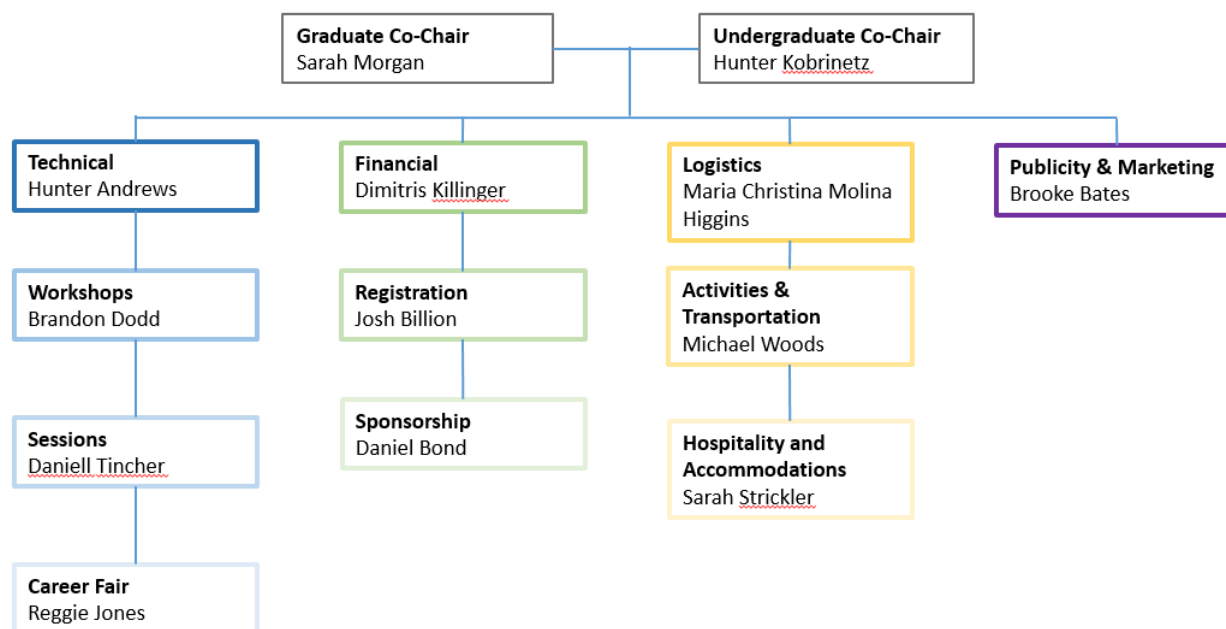 Graduate Co-Chair
Sarah Morgan
Undergraduate Co-Chair
Hunter Kobrinetz
Technical
Hunter Andrews
Workshops
Brandon Dodd
Sessions
Daniell Tincher
Career Fair
Reggie Jones
Financial
Dimitris Killinger
Registration
Josh Billion
Sponsorship
Daniel Bond
Logistics
Maria Christina Molina
Higgins
Activities &
Transportation
Michael Woods
Hospitality and
Accommodations
Sarah Strickler
Publicity & Marketing
Brooke Bates